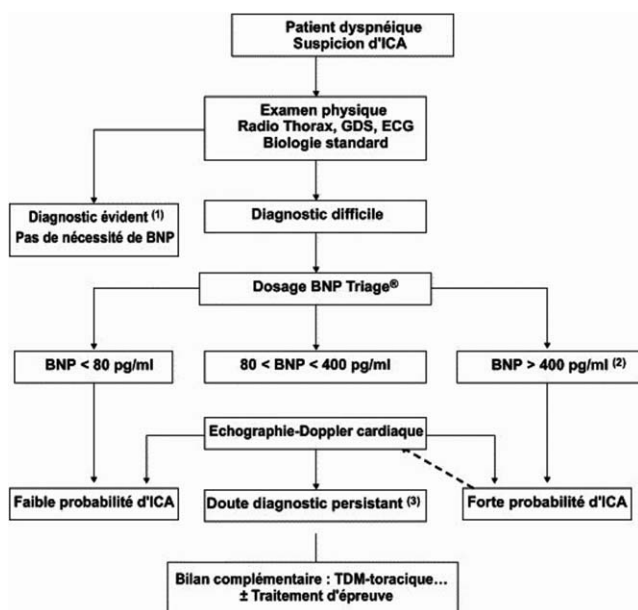 Patient dyspnéique
Suspicion d'ICA
Examen physique
Radio Thorax, GDS, ECG
Biologie standard
Diagnostic évident (1)
Pas de nécessité de BNP
Diagnostic difficile
Dosage BNP Triage®
BNP < 80 pg/ml
80 < BNP < 400 pg/ml
BNP > 400 pg/ml (2)
Echographie-Doppler cardiaque
Faible probabilité d'ICA
Doute diagnostic persistant (3)
Forte probabilité d'ICA
Bilan complémentaire : TDM-toracique...
± Traitement d'épreuve